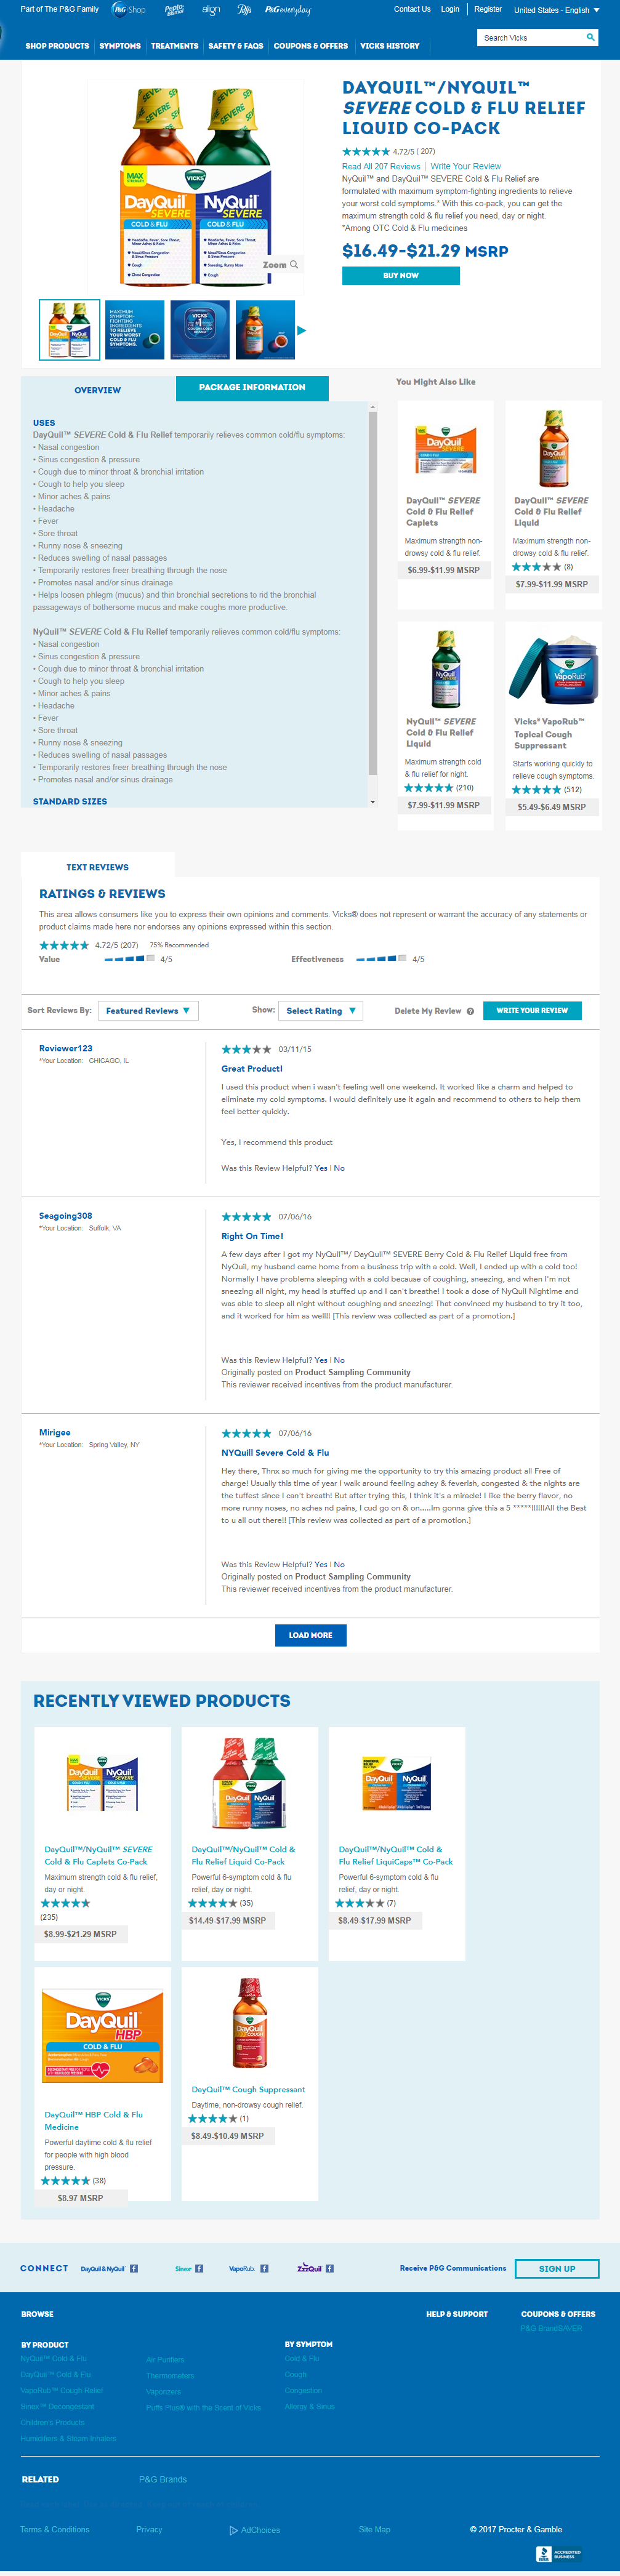 Part of The P&G Family
P&G Shop
Pepto Bismol
align
Puffs
P&G everyday
Contact Us
Login
Register
United States - English
SHOP PRODUCTS
SYMPTOMS
TREATMENTS
SAFETY & FAQS
COUPONS & OFFERS
VICKS HISTORY
Search Vicks
DAYQUIL™/NYQUIL™
SEVERE COLD & FLU RELIEF
LIQUID CO-PACK
4.72/5 ( 207)
Read All 207 Reviews | Write Your Review
NyQuil™ and DayQuil™ SEVERE Cold & Flu Relief are
formulated with maximum symptom-fighting ingredients to relieve
your worst cold symptoms.* With this co-pack, you can get the
maximum strength cold & flu relief you need, day or night.
*Among OTC Cold & Flu medicines
$16.49-$21.29 MSRP
BUY NOW
MAX STRENGTH
VICKS
DayQuil SEVERE
NyQuil SEVERE
COLD & FLU
COLD & FLU
Zoom
OVERVIEW
PACKAGE INFORMATION
USES
DayQuil™ SEVERE Cold & Flu Relief temporarily relieves common cold/flu symptoms:
• Nasal congestion
• Sinus congestion & pressure
• Cough due to minor throat & bronchial irritation
• Cough to help you sleep
• Minor aches & pains
• Headache
• Fever
• Sore throat
• Runny nose & sneezing
• Reduces swelling of nasal passages
• Temporarily restores freer breathing through the nose
• Promotes nasal and/or sinus drainage
• Helps loosen phlegm (mucus) and thin bronchial secretions to rid the bronchial
passageways of bothersome mucus and make coughs more productive.
NyQuil™ SEVERE Cold & Flu Relief temporarily relieves common cold/flu symptoms:
• Nasal congestion
• Sinus congestion & pressure
• Cough due to minor throat & bronchial irritation
• Cough to help you sleep
• Minor aches & pains
• Headache
• Fever
• Sore throat
• Runny nose & sneezing
• Reduces swelling of nasal passages
• Temporarily restores freer breathing through the nose
• Promotes nasal and/or sinus drainage
STANDARD SIZES
You Might Also Like
DayQuil™ SEVERE
Cold & Flu Relief
Caplets
Maximum strength non-
drowsy cold & flu relief.
$6.99-$11.99 MSRP
DayQuil™ SEVERE
Cold & Flu Relief
Liquid
Maximum strength non-
drowsy cold & flu relief.
(8)
$7.99-$11.99 MSRP
NyQuil™ SEVERE
Cold & Flu Relief
Liquid
Maximum strength cold
& flu relief for night.
(210)
$7.99-$11.99 MSRP
Vicks® VapoRub™
Topical Cough
Suppressant
Starts working quickly to
relieve cough symptoms.
(512)
$5.49-$6.49 MSRP
TEXT REVIEWS
RATINGS & REVIEWS
This area allows consumers like you to express their own opinions and comments. Vicks® does not represent or warrant the accuracy of any statements or
product claims made here nor endorses any opinions expressed within this section.
4.72/5 (207)
75% Recommended
Value
4/5
Effectiveness
4/5
Sort Reviews By:
Featured Reviews
Show:
Select Rating
Delete My Review
WRITE YOUR REVIEW
Reviewer123
*Your Location: CHICAGO, IL
03/11/15
Great Product!
I used this product when i wasn't feeling well one weekend. It worked like a charm and helped to
eliminate my cold symptoms. I would definitely use it again and recommend to others to help them
feel better quickly.
Yes, I recommend this product
Was this Review Helpful? Yes | No
Seagoing308
*Your Location: Suffolk, VA
07/06/16
Right On Time!
A few days after I got my NyQuil™/ DayQuil™ SEVERE Berry Cold & Flu Relief Liquid free from
NyQuil, my husband came home from a business trip with a cold. Well, I ended up with a cold too!
Normally I have problems sleeping with a cold because of coughing, sneezing, and when I'm not
sneezing all night, my head is stuffed up and I can't breathe! I took a dose of NyQuil Nightime and
was able to sleep all night without coughing and sneezing! That convinced my husband to try it too,
and it worked for him as well!! [This review was collected as part of a promotion.]
Was this Review Helpful? Yes | No
Originally posted on Product Sampling Community
This reviewer received incentives from the product manufacturer.
Mirigee
*Your Location: Spring Valley, NY
07/06/16
NYQuill Severe Cold & Flu
Hey there, Thnx so much for giving me the opportunity to try this amazing product all Free of
charge! Usually this time of year I walk around feeling achey & feverish, congested & the nights are
the tuffest since I can't breath! But after trying this, I think it's a miracle! I like the berry flavor, no
more runny noses, no aches nd pains, I cud go on & on.....Im gonna give this a 5 *****!!!!!!All the Best
to u all out there!! [This review was collected as part of a promotion.]
Was this Review Helpful? Yes | No
Originally posted on Product Sampling Community
This reviewer received incentives from the product manufacturer.
LOAD MORE
RECENTLY VIEWED PRODUCTS
DayQuil™/NyQuil™ SEVERE
Cold & Flu Caplets Co-Pack
Maximum strength cold & flu relief,
day or night.
(235)
$8.99-$21.29 MSRP
DayQuil™/NyQuil™ Cold &
Flu Relief Liquid Co-Pack
Powerful 6-symptom cold & flu
relief, day or night.
(35)
$14.49-$17.99 MSRP
DayQuil™/NyQuil™ Cold &
Flu Relief LiquiCaps™ Co-Pack
Powerful 6-symptom cold & flu
relief, day or night.
(7)
$8.49-$17.99 MSRP
VICKS
DayQuil
HBP
COLD & FLU
DayQuil™ HBP Cold & Flu
Medicine
Powerful daytime cold & flu relief
for people with high blood
pressure.
(38)
$8.97 MSRP
DayQuil™ Cough Suppressant
Daytime, non-drowsy cough relief.
(1)
$8.49-$10.49 MSRP
CONNECT
DayQuil & NyQuil
Sinex
VapoRub
ZzzQuil
Receive P&G Communications
SIGN UP
BROWSE
HELP & SUPPORT
COUPONS & OFFERS
P&G BrandSAVER
BY PRODUCT
NyQuil™ Cold & Flu
DayQuil™ Cold & Flu
VapoRub™ Cough Relief
Sinex™ Decongestant
Children's Products
Humidifiers & Steam Inhalers
Air Purifiers
Thermometers
Vaporizers
Puffs Plus® with the Scent of Vicks
BY SYMPTOM
Cold & Flu
Cough
Congestion
Allergy & Sinus
RELATED
P&G Brands
Terms & Conditions
Privacy
AdChoices
Site Map
© 2017 Procter & Gamble
BBB ACCREDITED BUSINESS